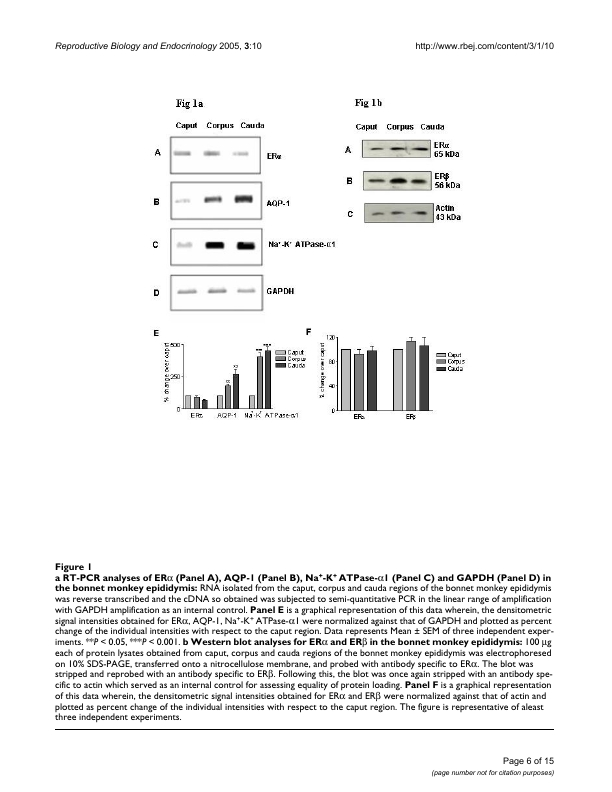 Reproductive Biology and Endocrinology 2005, 3:10
http://www.rbej.com/content/3/1/10
Fig 1a
Fig 1b
Caput Corpus Cauda
Caput Corpus Cauda
A
ERα
B
AQP-1
C
Na⁺-K⁺ ATPase-α1
D
GAPDH
A
ERα
65 kDa
B
ERβ
56 kDa
C
Actin
43 kDa
E
% change over caput
500
250
0
** ***
Caput
Corpus
Cauda
ERα AQP-1 Na⁺-K⁺ ATPase-α1
F
% change over caput
120
80
40
0
Caput
Corpus
Cauda
ERα ERβ
Figure 1
a RT-PCR analyses of ERα (Panel A), AQP-1 (Panel B), Na⁺-K⁺ ATPase-α1 (Panel C) and GAPDH (Panel D) in
the bonnet monkey epididymis: RNA isolated from the caput, corpus and cauda regions of the bonnet monkey epididymis
was reverse transcribed and the cDNA so obtained was subjected to semi-quantitative PCR in the linear range of amplification
with GAPDH amplification as an internal control. Panel E is a graphical representation of this data wherein, the densitometric
signal intensities obtained for ERα, AQP-1, Na⁺-K⁺ ATPase-α1 were normalized against that of GAPDH and plotted as percent
change of the individual intensities with respect to the caput region. Data represents Mean ± SEM of three independent exper-
iments. **P < 0.05, ***P < 0.001. b Western blot analyses for ERα and ERβ in the bonnet monkey epididymis: 100 μg
each of protein lysates obtained from caput, corpus and cauda regions of the bonnet monkey epididymis was electrophoresed
on 10% SDS-PAGE, transferred onto a nitrocellulose membrane, and probed with antibody specific to ERα. The blot was
stripped and reprobed with an antibody specific to ERβ. Following this, the blot was once again stripped with an antibody spe-
cific to actin which served as an internal control for assessing equality of protein loading. Panel F is a graphical representation
of this data wherein, the densitometric signal intensities obtained for ERα and ERβ were normalized against that of actin and
plotted as percent change of the individual intensities with respect to the caput region. The figure is representative of aleast
three independent experiments.
Page 6 of 15
(page number not for citation purposes)